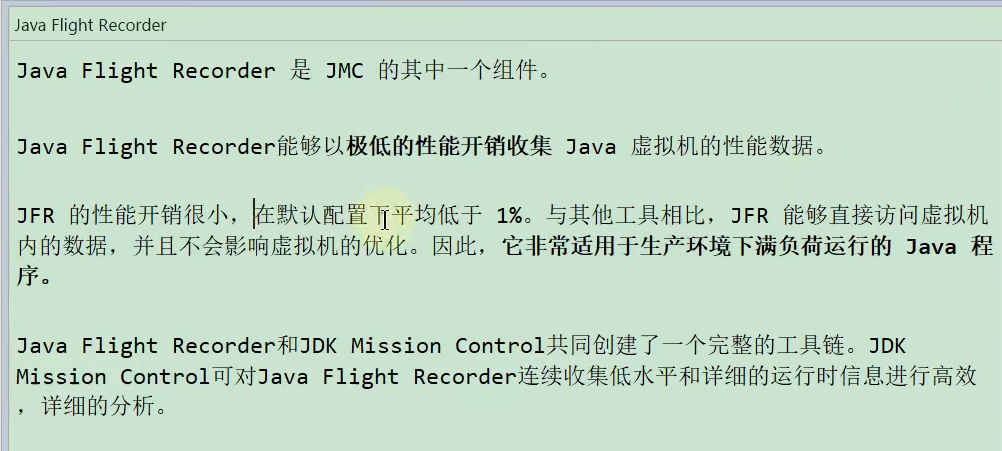 Java Flight Recorder
Java Flight Recorder 是 JMC 的其中一个组件。
Java Flight Recorder能够以极低的性能开销收集 Java 虚拟机的性能数据。
JFR 的性能开销很小，在默认配置下平均低于 1%。与其他工具相比，JFR 能够直接访问虚拟机
内的数据，并且不会影响虚拟机的优化。因此，它非常适用于生产环境下满负荷运行的 Java 程
序。
Java Flight Recorder和JDK Mission Control共同创建了一个完整的工具链。JDK
Mission Control可对Java Flight Recorder连续收集低水平和详细的运行时信息进行高效
，详细的分析。